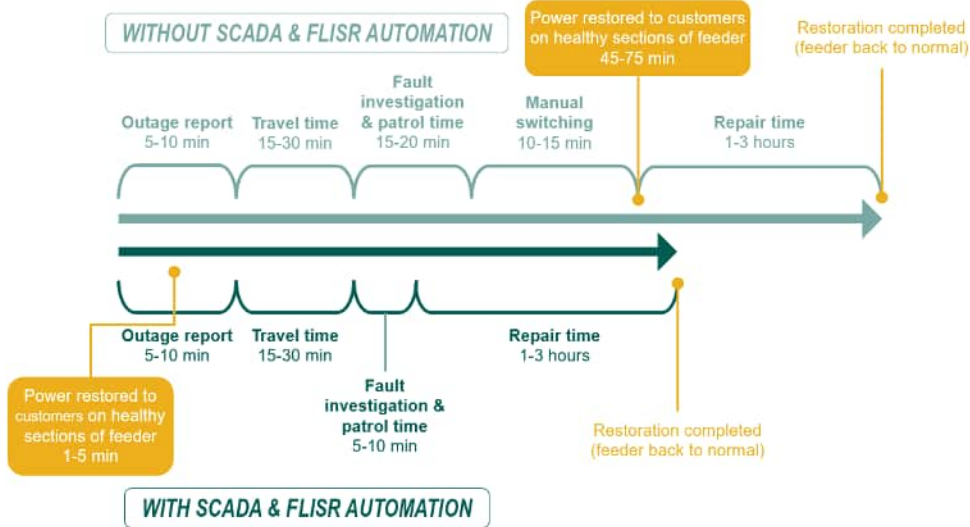 WITHOUT SCADA & FLISR AUTOMATION
Power restored to customers
on healthy sections of feeder
45-75 min
Restoration completed
(feeder back to normal)
Outage report
5-10 min
Travel time
15-30 min
Fault
investigation
& patrol time
15-20 min
Manual
switching
10-15 min
Repair time
1-3 hours
Outage report
5-10 min
Travel time
15-30 min
Fault
investigation &
patrol time
5-10 min
Repair time
1-3 hours
Power restored to
customers on healthy
sections of feeder
1-5 min
Restoration completed
(feeder back to normal)
WITH SCADA & FLISR AUTOMATION